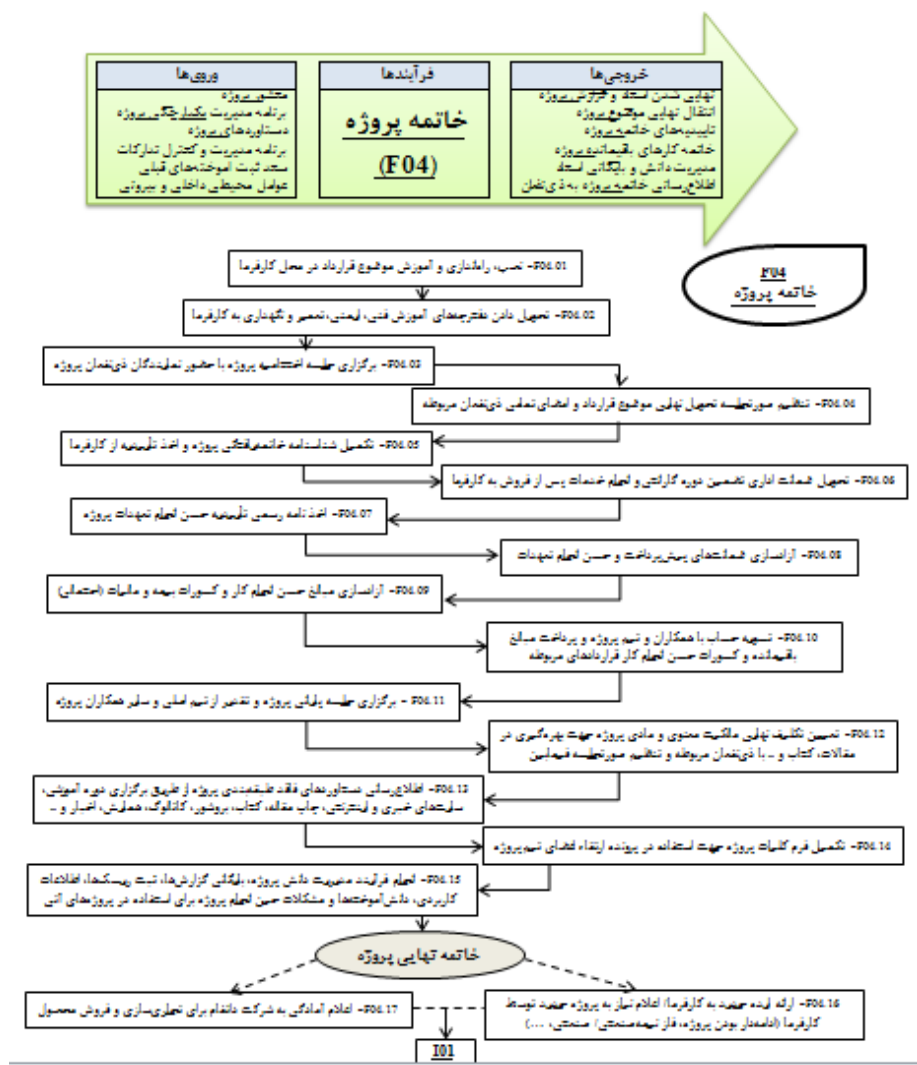 ورودی‌ها
منشور پروژه
برنامه مدیریت یکپارچگی پروژه
دستاوردهای پروژه
برنامه مدیریت و کنترل تدارکات
سند ثبت آموخته‌های قبلی
عوامل محیطی داخلی و بیرونی
فرآیندها
خاتمه پروژه
(F04)
خروجی‌ها
نهایی شدن اسناد و گزارش پروژه
انتقال نهایی موضوع پروژه
تاییدیه‌های خاتمه پروژه
خاتمه کارهای باقیمانده پروژه
مدیریت دانش و بایگانی اسناد
اطلاع‌رسانی خاتمه پروژه به ذی‌نفعان
F04
خاتمه پروژه
F04.01- نصب، راه‌اندازی و آموزش موضوع قرارداد در محل کارفرما
F04.02- تحویل دادن دفترچه‌های آموزش فنی، ایمنی، تعمیر و نگهداری به کارفرما
F04.03- برگزاری جلسه اختتامیه پروژه با حضور نمایندگان ذی‌نفعان پروژه
F04.04- تنظیم صورتجلسه تحویل نهایی موضوع قرارداد و امضای تمامی ذی‌نفعان مربوطه
F04.05- تکمیل شناسنامه خاتمه‌یافتگی پروژه و اخذ تأییدیه از کارفرما
F04.06- تحویل ضمانت اداری تضمین دوره گارانتی و انجام خدمات پس از فروش به کارفرما
F04.07- اخذ نامه رسمی تأییدیه حسن انجام تعهدات پروژه
F04.08- آزادسازی ضمانت‌های پیش‌پرداخت و حسن انجام تعهدات
F04.09- آزادسازی مبالغ حسن انجام کار و کسورات بیمه و مالیات (احتمالی)
F04.10- تسویه حساب با همکاران و تیم پروژه و پرداخت مبالغ
باقیمانده و کسورات حسن انجام کار قراردادهای مربوطه
F04.11 - برگزاری جلسه پایانی پروژه و تقدیر از تیم اصلی و سایر همکاران پروژه
F04.12- تعیین تکلیف نهایی مالکیت معنوی و مادی پروژه جهت بهره‌گیری در
مقالات، کتاب و ... با ذی‌نفعان مربوطه و تنظیم صورتجلسه فیمابین
F04.13- اطلاع‌رسانی دستاوردهای فاقد طبقه‌بندی پروژه از طریق برگزاری دوره آموزشی،
سایت‌های خبری و اینترنتی، چاپ مقاله، کتاب، بروشور، کاتالوگ، همایش، اخبار و ...
F04.14- تکمیل فرم کلیات پروژه جهت استفاده در پرونده ارتقاء اعضای تیم پروژه
F04.15- انجام فرآیند مدیریت دانش پروژه، بایگانی گزارش‌ها، ثبت ریسک‌ها، اطلاعات
کاربردی، دانش‌آموخته‌ها و مشکلات حین انجام پروژه برای استفاده در پروژه‌های آتی
خاتمه نهایی پروژه
F04.16- ارائه ایده جدید به کارفرما/ اعلام نیاز به پروژه جدید توسط
کارفرما (ادامه‌دار بودن پروژه، فاز نیمه‌صنعتی/ صنعتی، ...)
F04.17- اعلام آمادگی به شرکت دانفام برای تجاری‌سازی و فروش محصول
I01